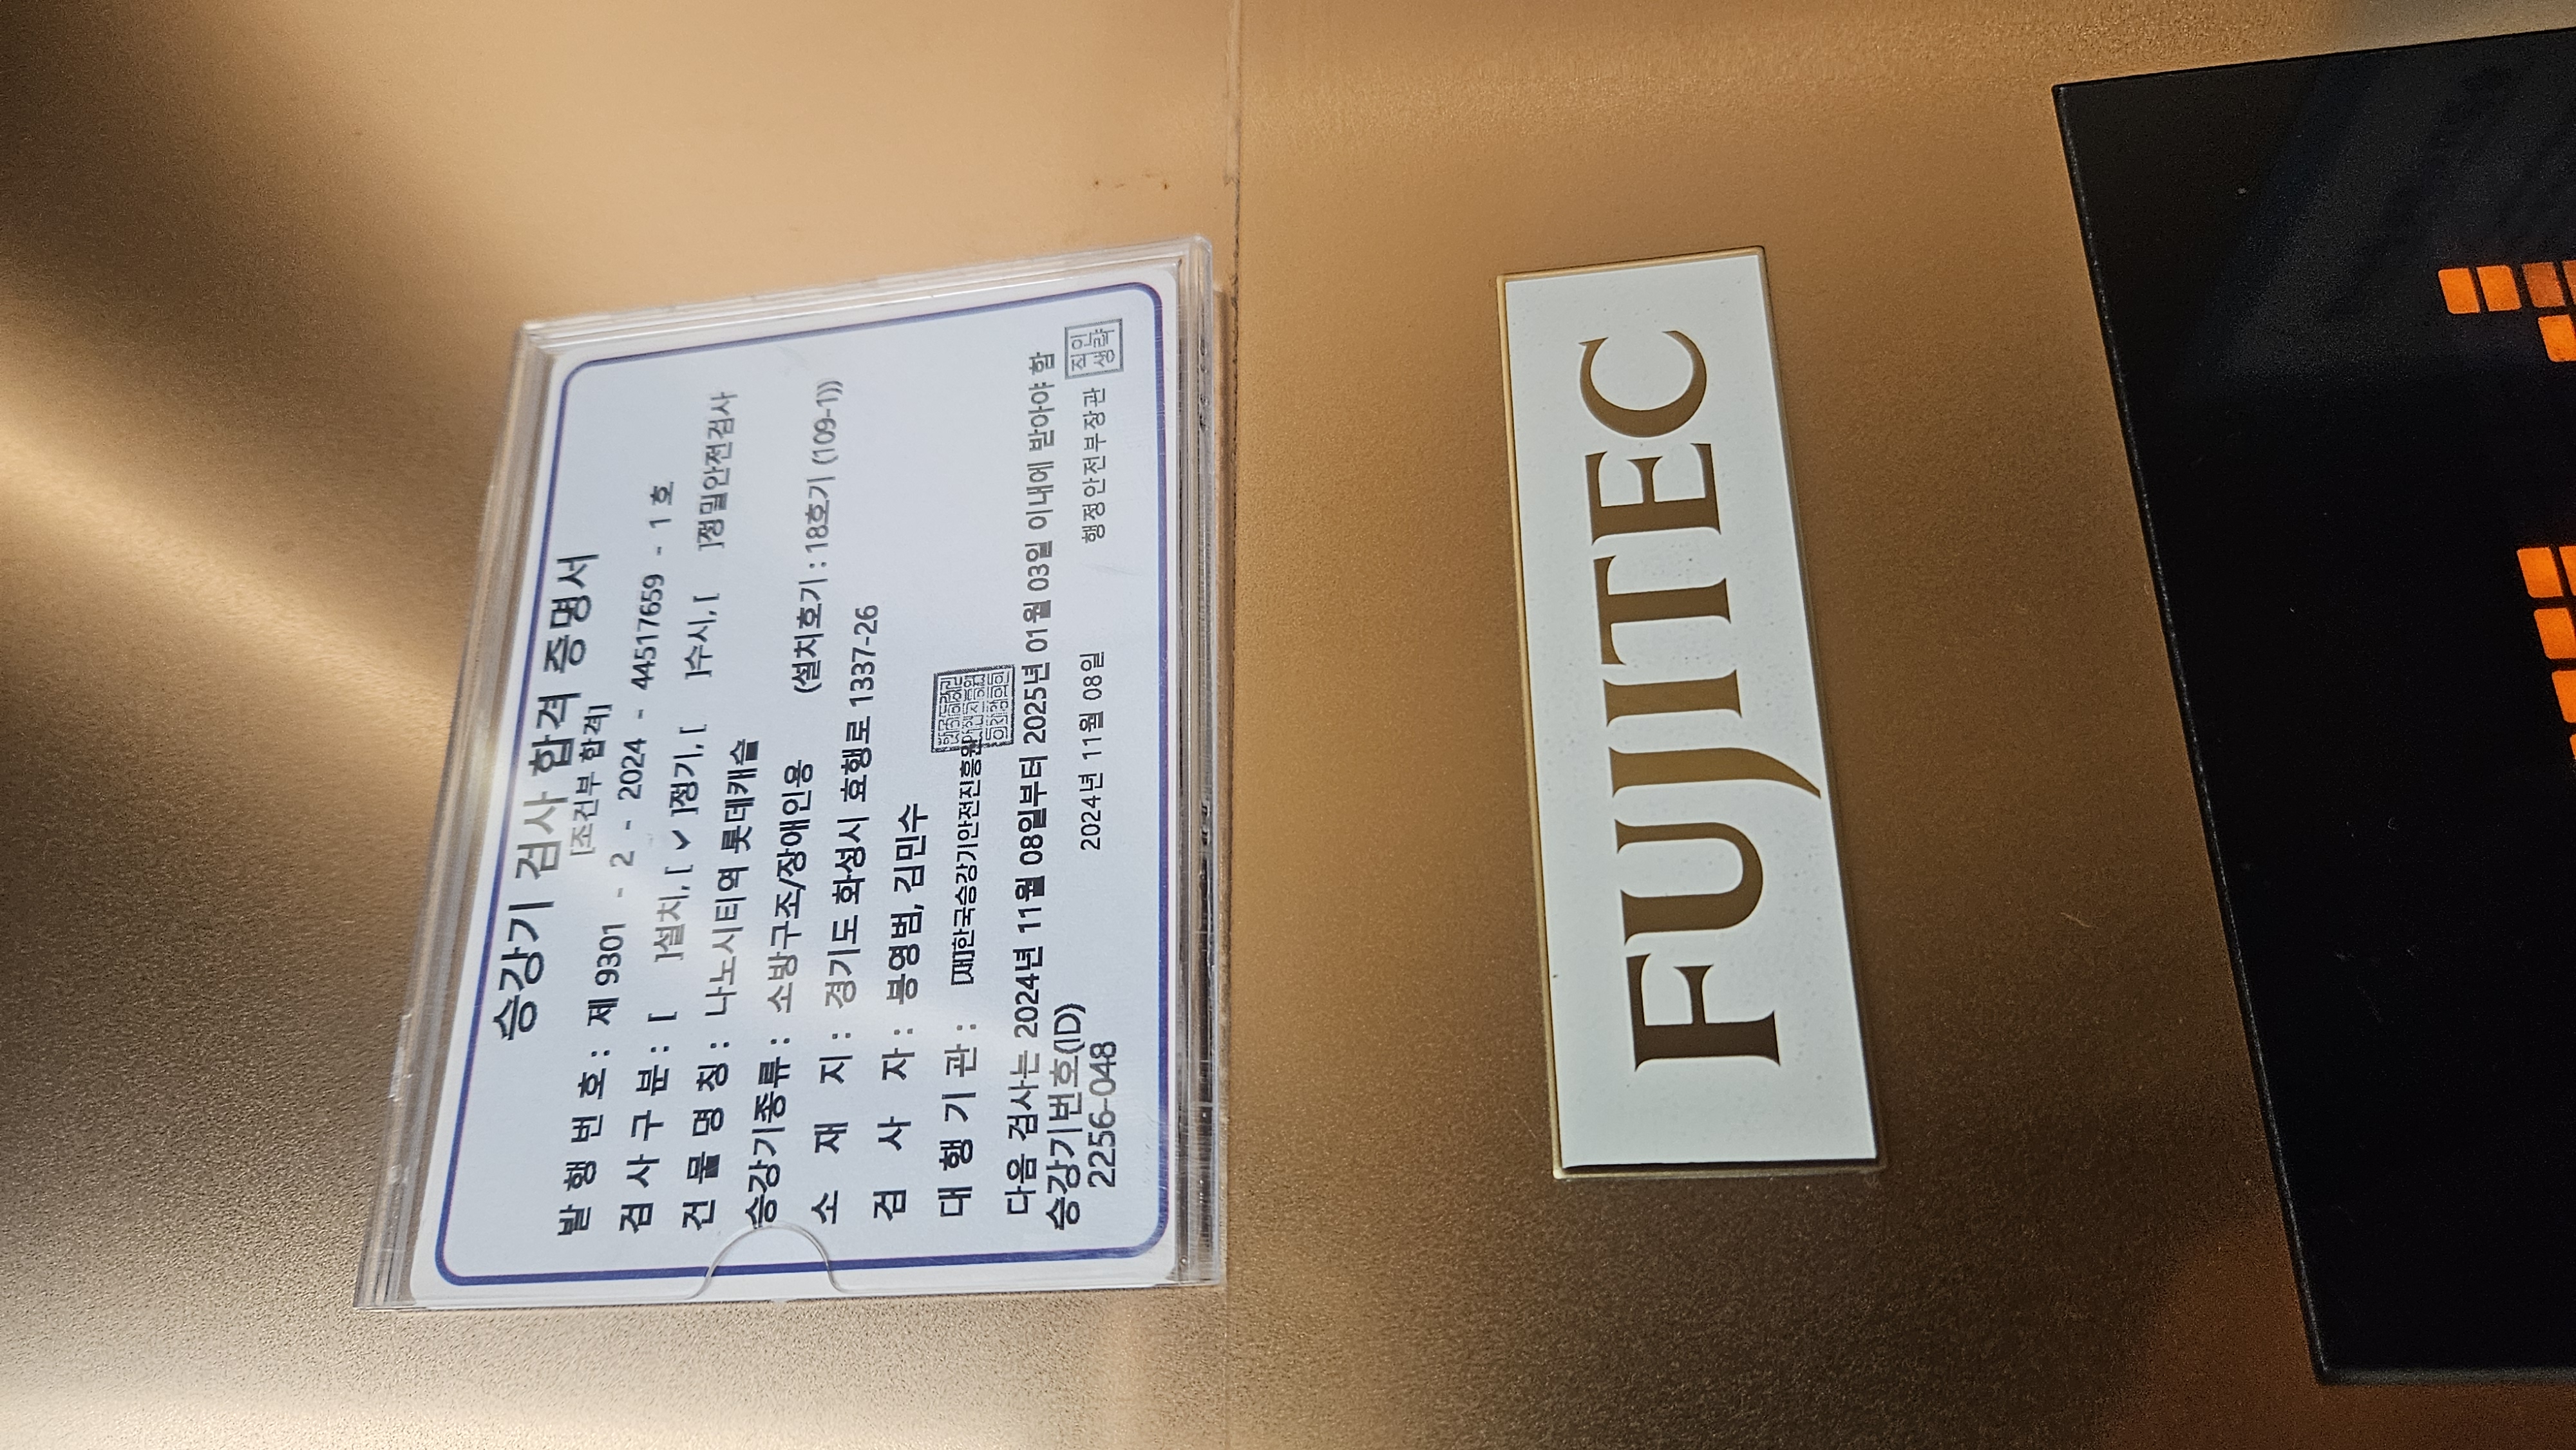 승강기 검사 합격 증명서
[조건부 합격]
발 행 번 호 : 제 9301 - 2 - 2024 - 44517659 - 1 호
검 사 구 분 : [ ]설치, [ ✔ ]정기, [ ]수시, [ ]정밀안전검사
건 물 명 칭 : 나노시티역 롯데캐슬
승강기종류 : 소방구조/장애인용 (설치호기 : 18호기 (109-1))
소 재 지 : 경기도 화성시 효행로 1337-26
검 사 자 : 봉영범, 김민수
대 행 기 관 : [재]한국승강기안전진흥원
다음 검사는 2024년 11월 08일부터 2025년 01월 03일 이내에 받아야 함
승강기번호(ID)
2256-048
2024년 11월 08일
행정안전부장관
직인
생략
FUJITEC